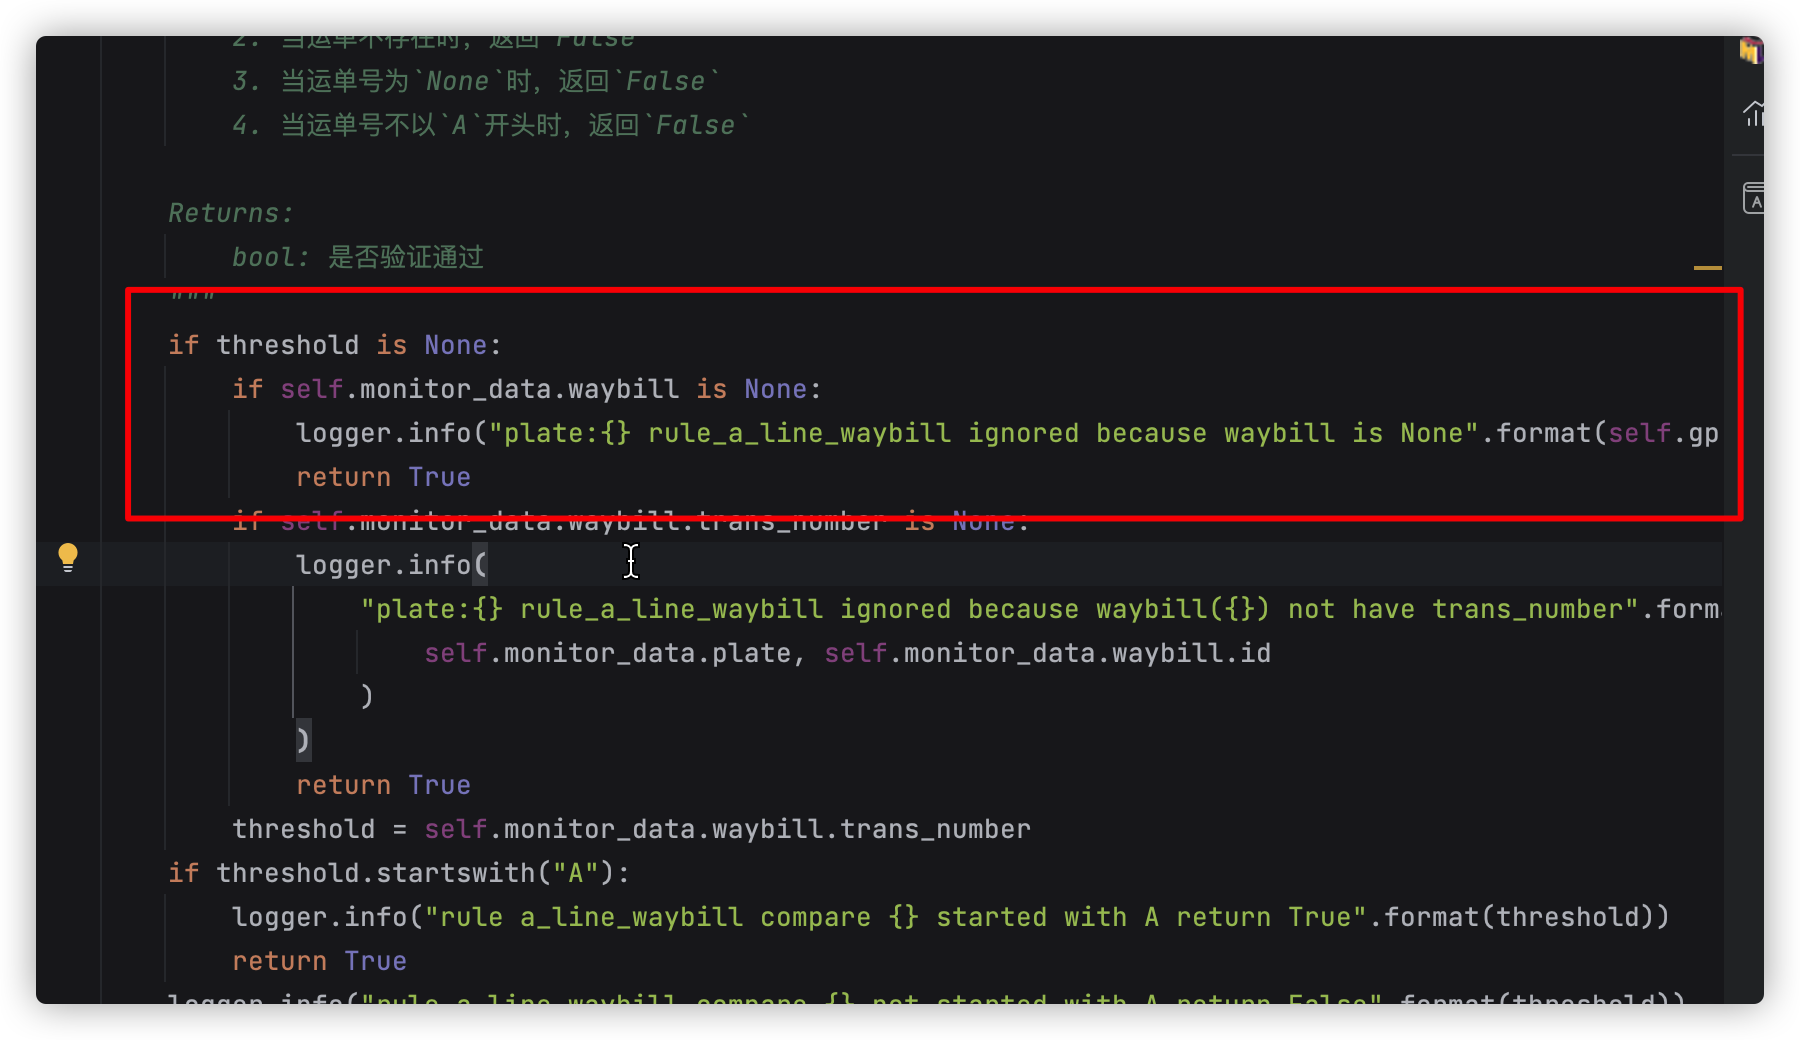 2. 当运单不存在时，返回`False`
3. 当运单号为`None`时，返回`False`
4. 当运单号不以`A`开头时，返回`False`
Returns:
bool: 是否验证通过
"""
if threshold is None:
if self.monitor_data.waybill is None:
logger.info("plate:{} rule_a_line_waybill ignored because waybill is None".format(self.gp
return True
if self.monitor_data.waybill.trans_number is None:
logger.info(
"plate:{} rule_a_line_waybill ignored because waybill({}) not have trans_number".form
self.monitor_data.plate, self.monitor_data.waybill.id
)
)
return True
threshold = self.monitor_data.waybill.trans_number
if threshold.startswith("A"):
logger.info("rule a_line_waybill compare {} started with A return True".format(threshold))
return True
logger.info("rule a_line_waybill compare {} not started with A return False".format(threshold))
A